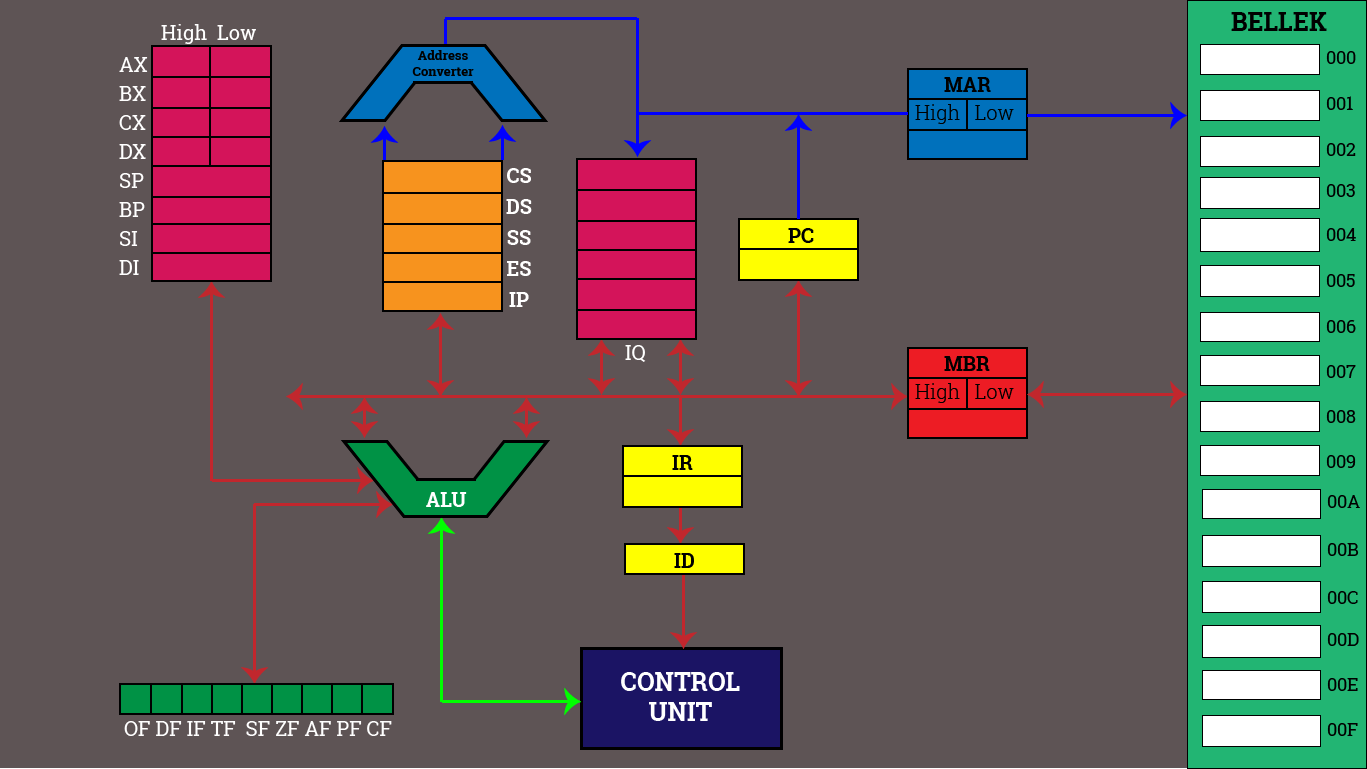 High Low
AX
BX
CX
DX
SP
BP
SI
DI
Address
Converter
CS
DS
SS
ES
IP
IQ
PC
MAR
High Low
MBR
High Low
ALU
IR
ID
CONTROL
UNIT
OF DF IF TF SF ZF AF PF CF
BELLEK
000
001
002
003
004
005
006
007
008
009
00A
00B
00C
00D
00E
00F